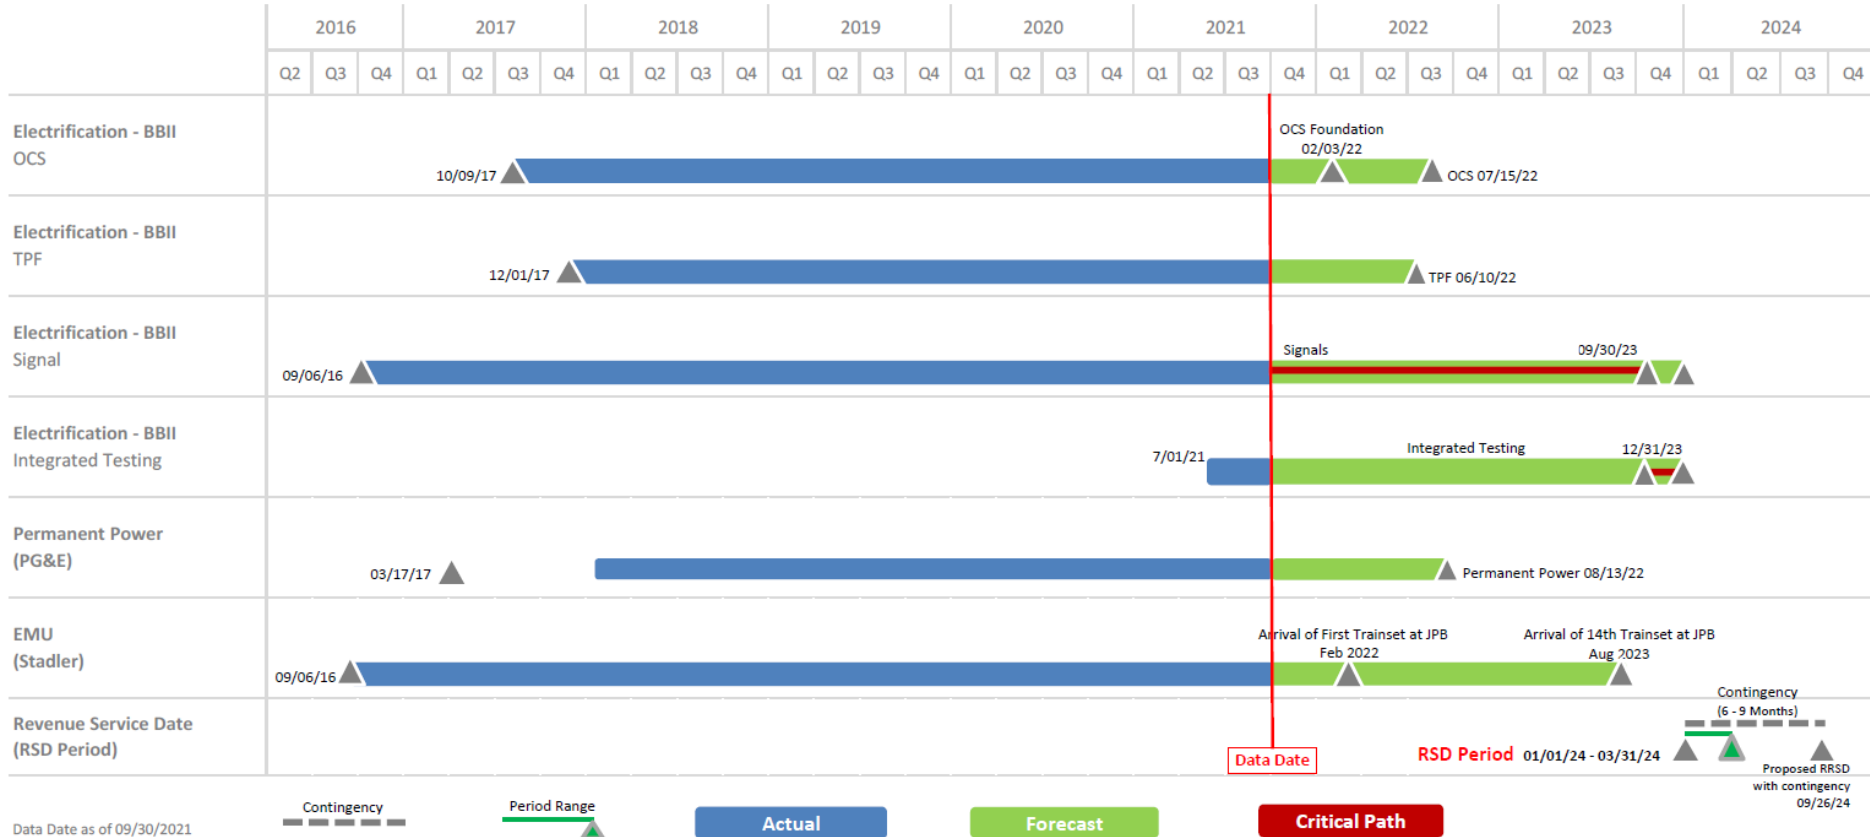 2016 2017 2018 2019 2020 2021 2022 2023 2024
Q2 Q3 Q4 Q1 Q2 Q3 Q4 Q1 Q2 Q3 Q4 Q1 Q2 Q3 Q4 Q1 Q2 Q3 Q4 Q1 Q2 Q3 Q4 Q1 Q2 Q3 Q4 Q1 Q2 Q3 Q4 Q1 Q2 Q3 Q4
Electrification - BBII
OCS
10/09/17
OCS Foundation
02/03/22
OCS 07/15/22
Electrification - BBII
TPF
12/01/17
TPF 06/10/22
Electrification - BBII
Signal
09/06/16
Signals
09/30/23
Electrification - BBII
Integrated Testing
7/01/21
Integrated Testing
12/31/23
Permanent Power
(PG&E)
03/17/17
Permanent Power 08/13/22
EMU
(Stadler)
09/06/16
Arrival of First Trainset at JPB
Feb 2022
Arrival of 14th Trainset at JPB
Aug 2023
Revenue Service Date
(RSD Period)
Data Date
RSD Period 01/01/24 - 03/31/24
Contingency
(6 - 9 Months)
Proposed RRSD
with contingency
09/26/24
Data Date as of 09/30/2021
Contingency
Period Range
Actual
Forecast
Critical Path